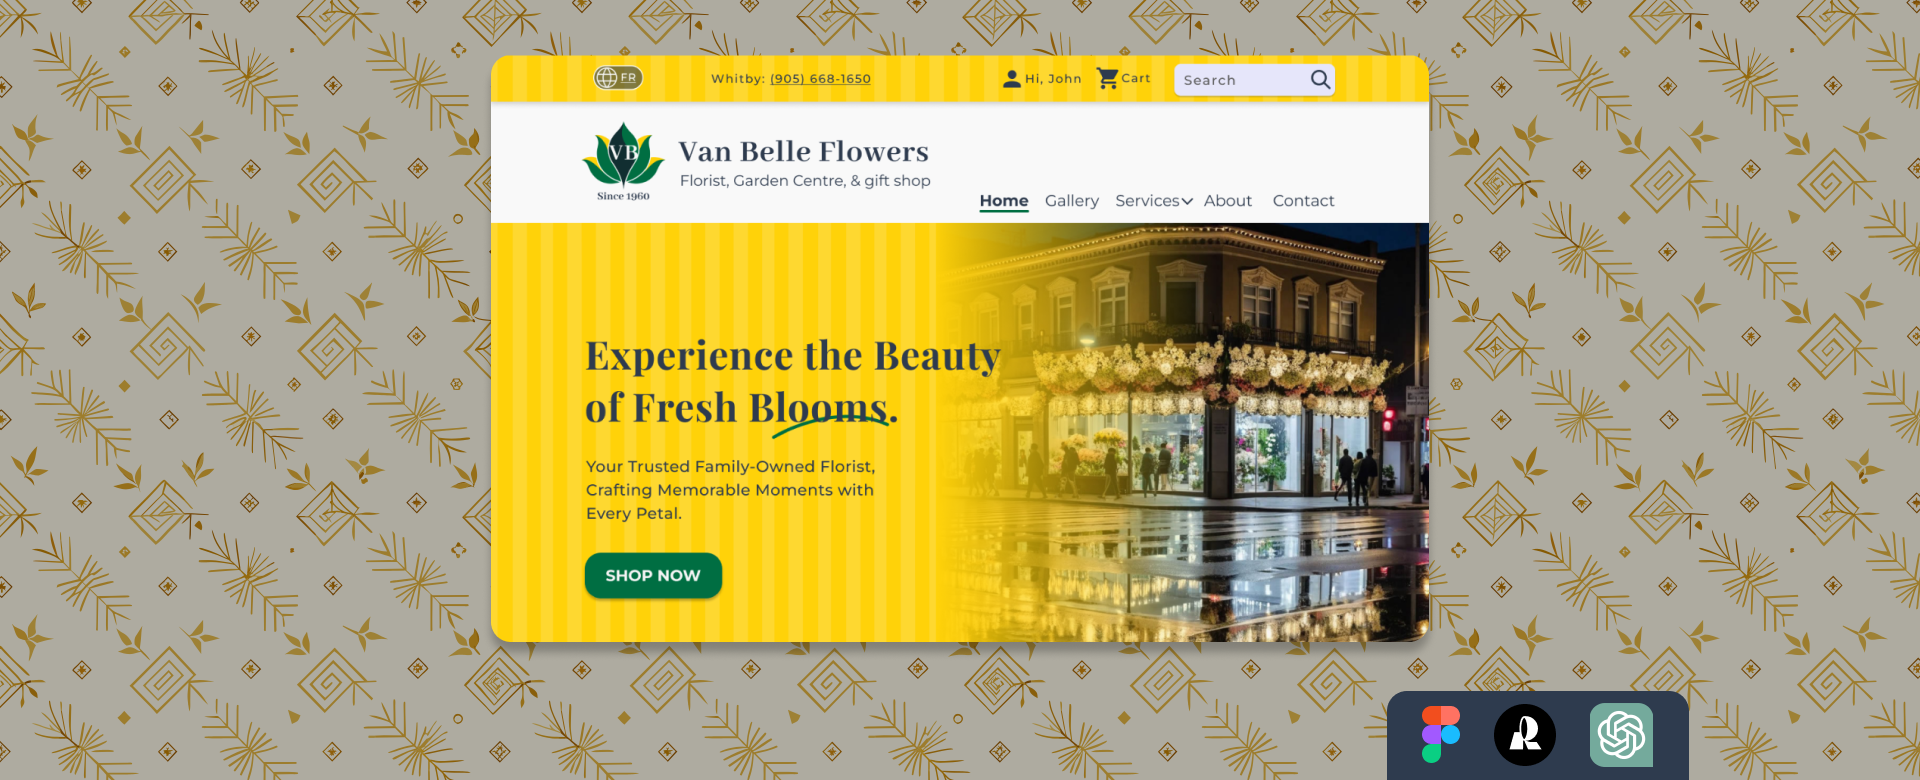 FR
Whitby: (905) 668-1650
Hi, John
Cart
Search
VB
Since 1960
Van Belle Flowers
Florist, Garden Centre, & gift shop
Home Gallery Services About Contact
Experience the Beauty
of Fresh Blooms.
Your Trusted Family-Owned Florist,
Crafting Memorable Moments with
Every Petal.
SHOP NOW